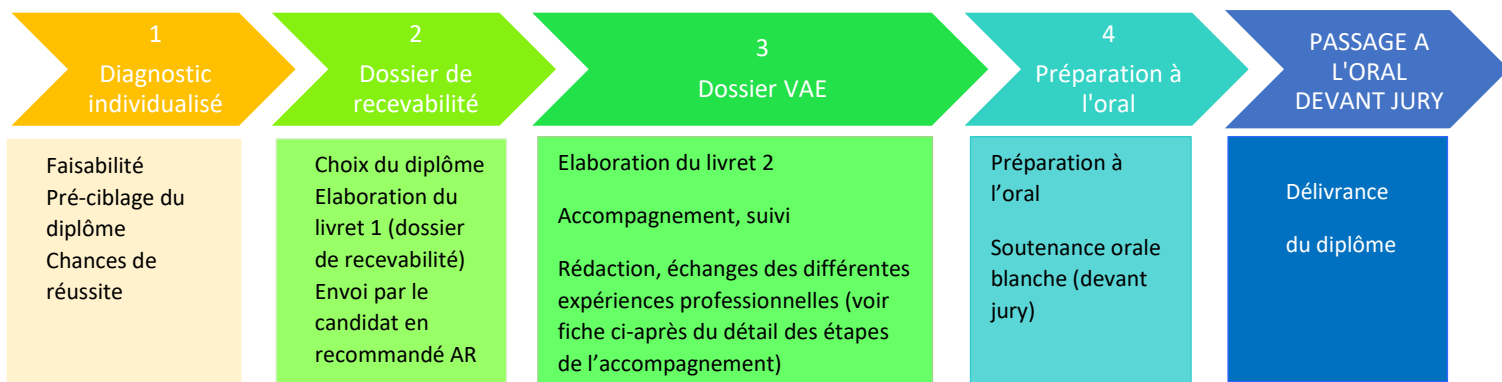 1
Diagnostic
individualisé
2
Dossier de
recevabilité
3
Dossier VAE
4
Préparation à
l'oral
PASSAGE A
L'ORAL
DEVANT JURY
Faisabilité
Pré-ciblage du
diplôme
Chances de
réussite
Choix du diplôme
Elaboration du
livret 1 (dossier
de recevabilité)
Envoi par le
candidat en
recommandé AR
Elaboration du livret 2
Accompagnement, suivi
Rédaction, échanges des différentes
expériences professionnelles (voir
fiche ci-après du détail des étapes
de l’accompagnement)
Préparation à
l’oral
Soutenance orale
blanche (devant
jury)
Délivrance
du diplôme